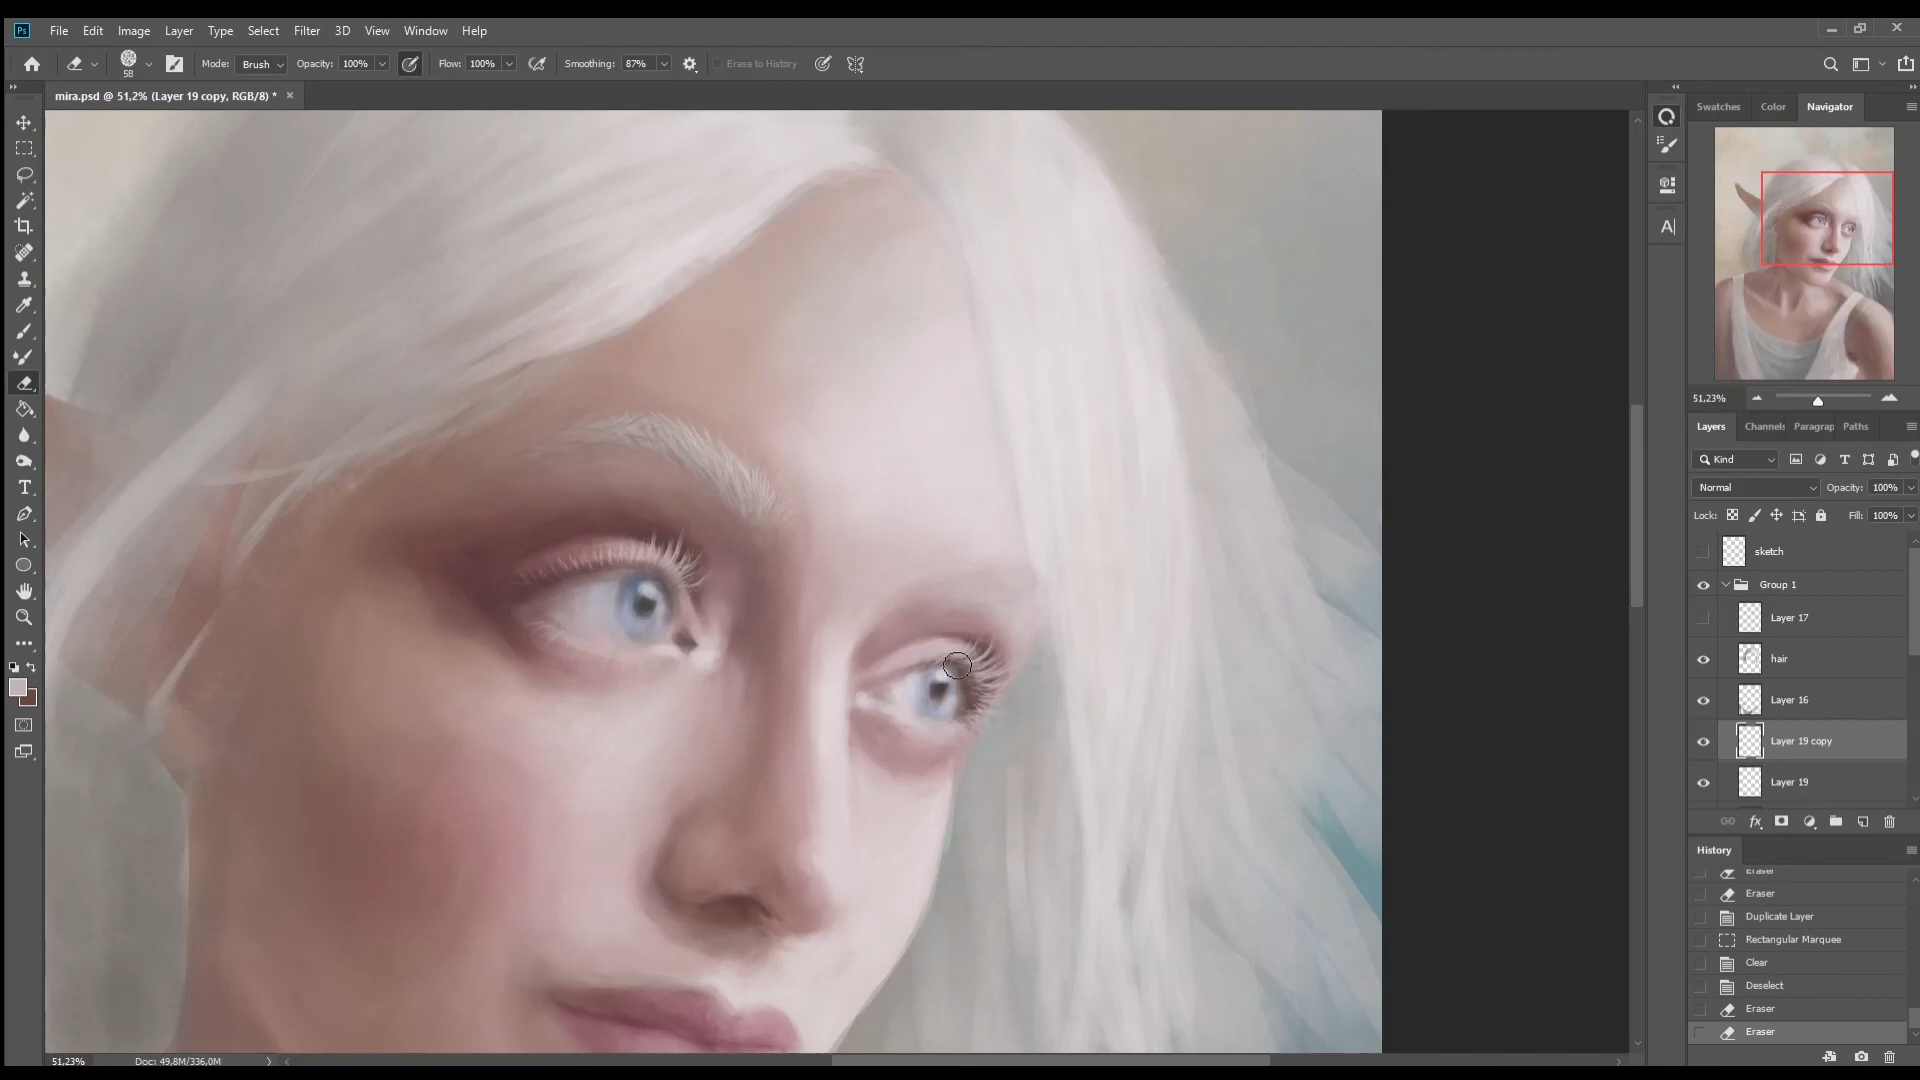 Ps File Edit Image Layer Type Select Filter 3D View Window Help
58 Mode: Brush Opacity: 100% Flow: 100% Smoothing: 87% Erase to History
mira.psd @ 51,2% (Layer 19 copy, RGB/8) *
Swatches Color Navigator
51,23%
Layers Channels Paragrap Paths
Kind
Normal Opacity: 100%
Lock: Fill: 100%
sketch
Group 1
Layer 17
hair
Layer 16
Layer 19 copy
Layer 19
fx
History
Eraser
Eraser
Duplicate Layer
Rectangular Marquee
Clear
Deselect
Eraser
Eraser
51,23% Doc: 49,8M/336,0M